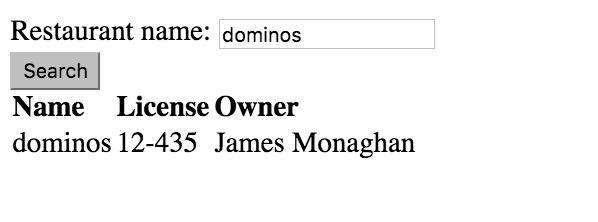 Restaurant name: dominos
Search
Name License Owner
dominos 12-435 James Monaghan